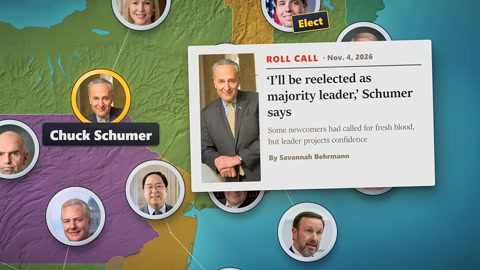 Elect
ROLL CALL · Nov. 4, 2026
‘I’ll be reelected as
majority leader,’ Schumer
says
Some newcomers had called for fresh blood,
but leader projects confidence
By Savannah Behrmann
Chuck Schumer